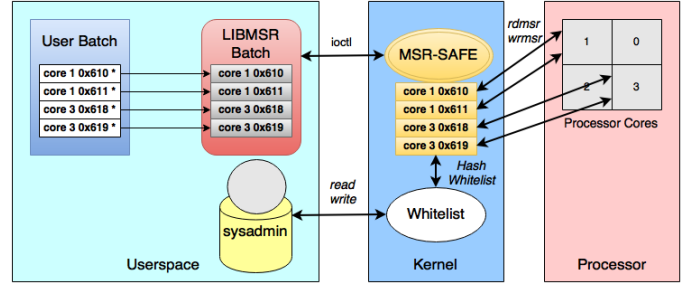 User Batch
core 1 0x610 *
core 1 0x611 *
core 3 0x618 *
core 3 0x619 *
LIBMSR
Batch
core 1 0x610
core 1 0x611
core 3 0x618
core 3 0x619
ioctl
MSR-SAFE
core 1 0x610
core 1 0x611
core 3 0x618
core 3 0x619
rdmsr
wrmsr
1
0
2
3
Processor Cores
Hash
Whitelist
sysadmin
read
write
Whitelist
Userspace
Kernel
Processor